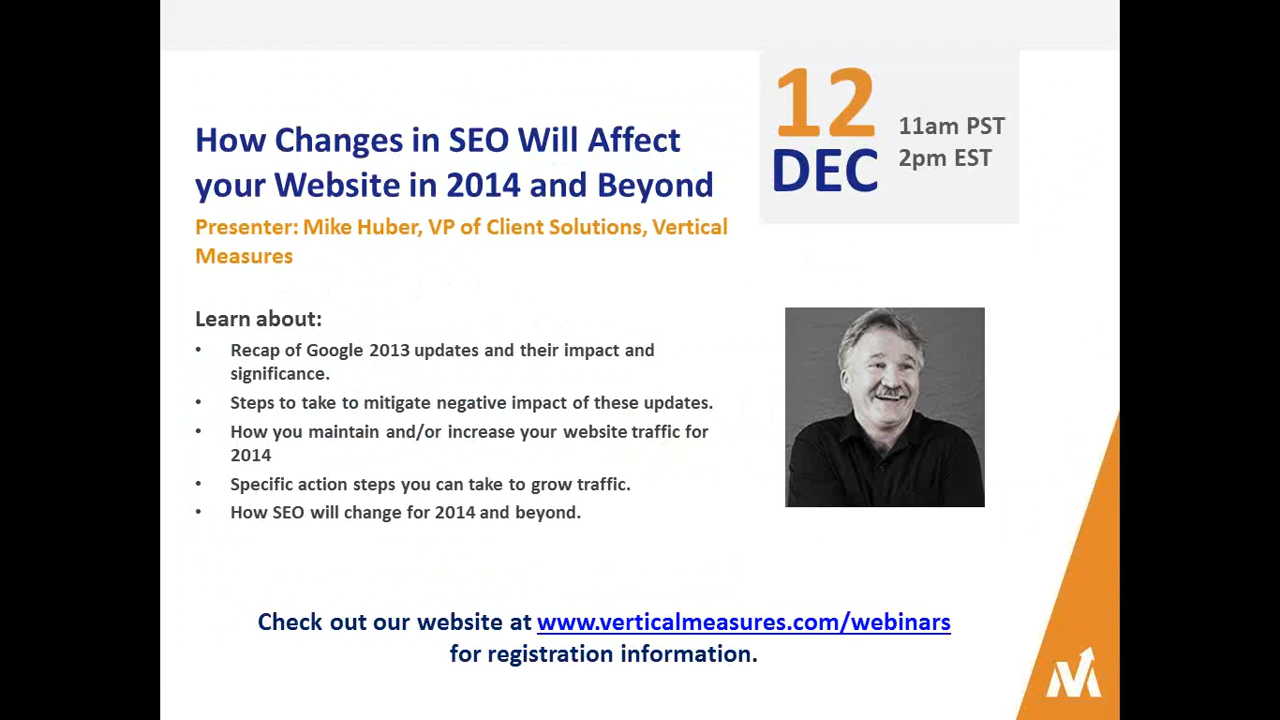 How Changes in SEO Will Affect
your Website in 2014 and Beyond
Presenter: Mike Huber, VP of Client Solutions, Vertical
Measures
12
DEC
11am PST
2pm EST
Learn about:
• Recap of Google 2013 updates and their impact and
significance.
• Steps to take to mitigate negative impact of these updates.
• How you maintain and/or increase your website traffic for
2014
• Specific action steps you can take to grow traffic.
• How SEO will change for 2014 and beyond.
Check out our website at www.verticalmeasures.com/webinars
for registration information.